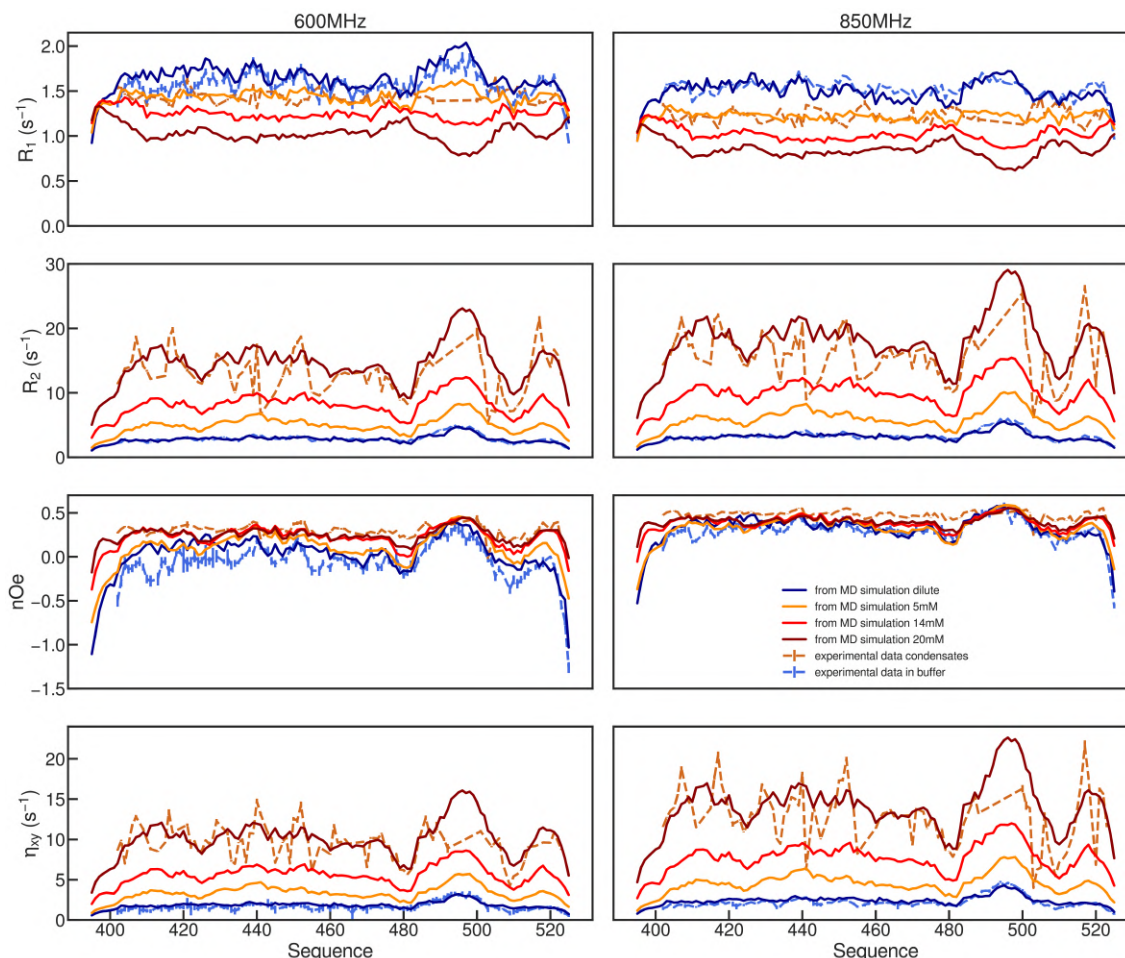 600MHz
850MHz
R₁ (s⁻¹)
2.0
1.5
1.0
0.5
0.0
R₂ (s⁻¹)
30
20
10
0
nOe
0.5
0.0
−0.5
−1.0
−1.5
from MD simulation dilute
from MD simulation 5mM
from MD simulation 14mM
from MD simulation 20mM
experimental data condensates
experimental data in buffer
ηxy (s⁻¹)
20
15
10
5
0
400 420 440 460 480 500 520
400 420 440 460 480 500 520
Sequence
Sequence